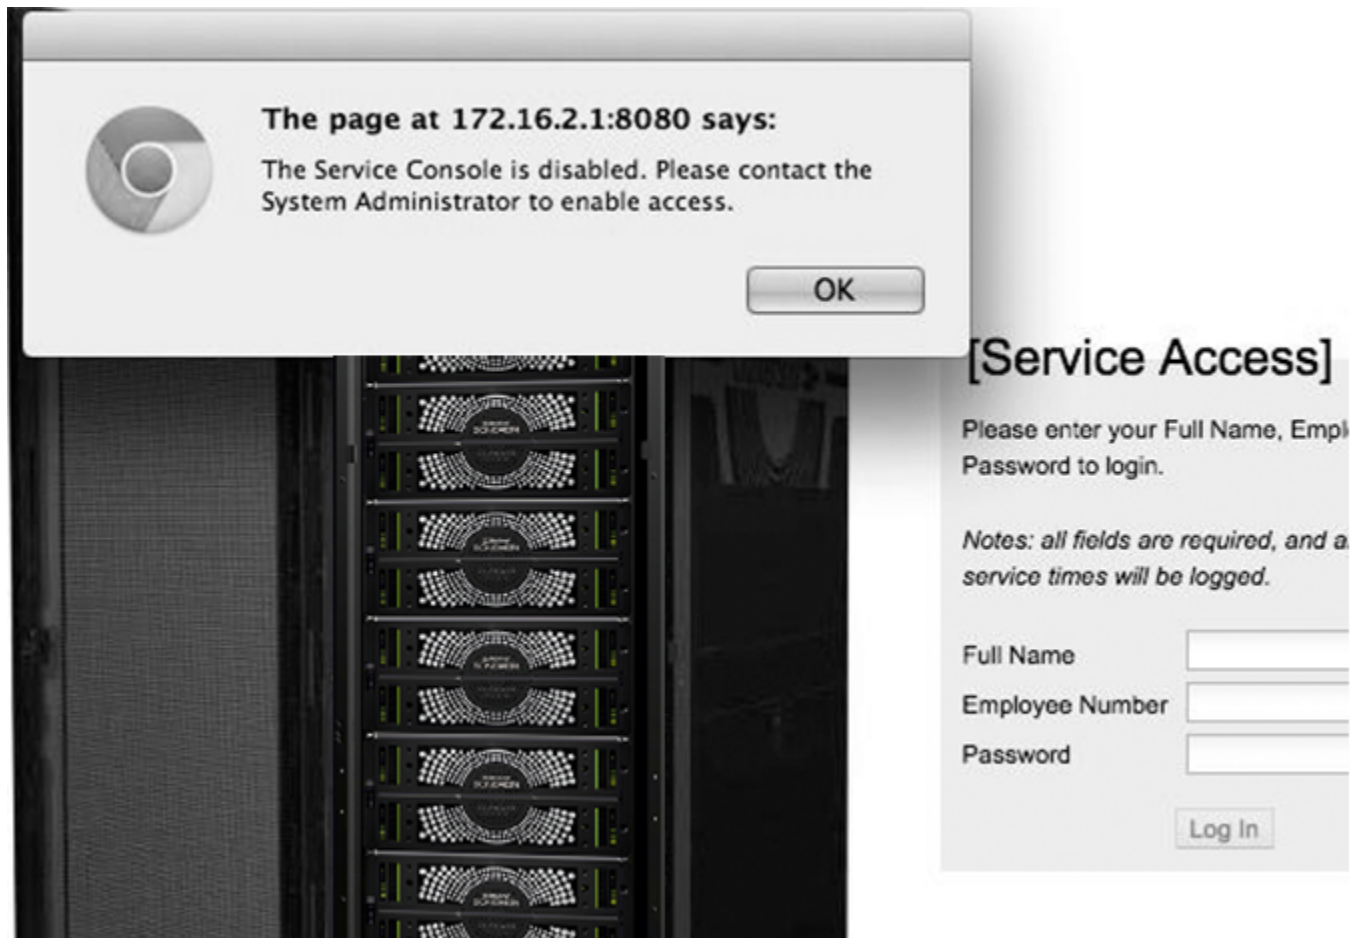 The page at 172.16.2.1:8080 says:
The Service Console is disabled. Please contact the
System Administrator to enable access.
OK
[Service Access]
Please enter your Full Name,
Password to login.
Notes: all fields are required, and
service times will be logged.
Full Name
Employee Number
Password
Log In